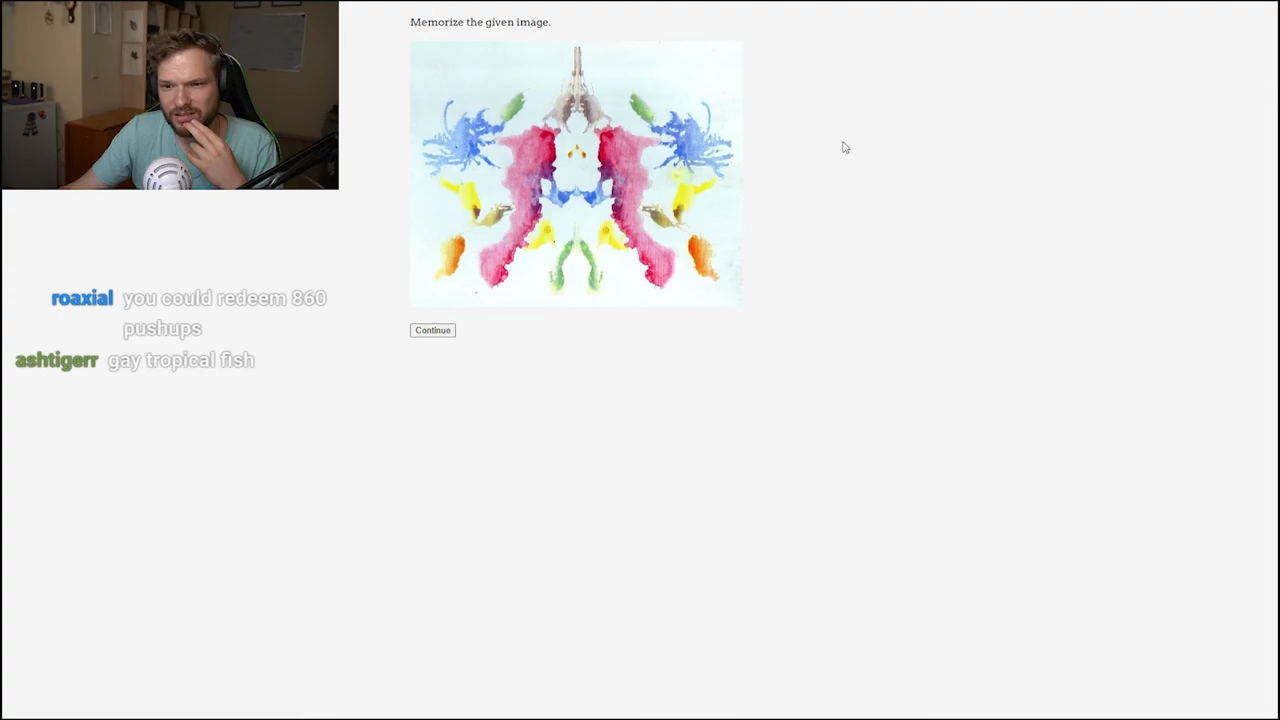 Memorize the given image.
roaxial you could redeem 860
pushups
ashtigerr gay tropical fish
Continue